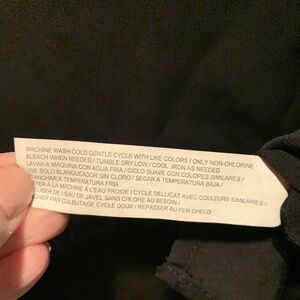 MACHINE WASH COLD GENTLE CYCLE WITH LIKE COLORS / ONLY NON-CHLORINE
BLEACH WHEN NEEDED / TUMBLE DRY LOW / COOL IRON AS NEEDED
LAVAR A MAQUINA CON AGUA FRIA / CICLO SUAVE CON COLORES SIMILARES /
USE SOLO BLANQUEADOR SIN CLORO / SECAR A TEMPERATURA BAJA /
PLANCHAR A TEMPERATURA FRIA
LAVER À LA MACHINE À L'EAU FROIDE / CYCLE DELLICAT AVEC COULEURS SIMILAIRES /
USER DE L'EAU DE JAVEL SANS CHLORE AU BESOIN /
PAR CULBUTAGE CYCLE DOUX / REPASSER AU FER CHEUD